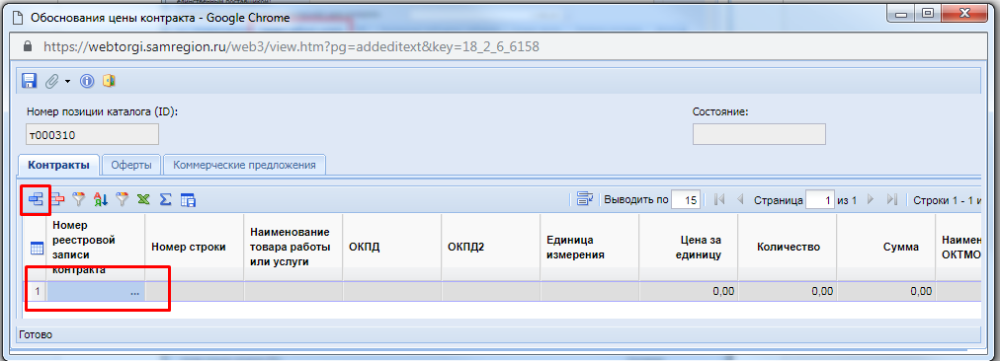 Обоснования цены контракта - Google Chrome
https://webtorgi.samregion.ru/web3/view.htm?pg=addeditext&key=18_2_6_6158
Номер позиции каталога (ID): Состояние:
т000310
Контракты Оферты Коммерческие предложения
Выводить по 15 Страница 1 из 1 Строки 1 - 1 и
Номер реестровой записи контракта
Номер строки
Наименование товара работы или услуги
ОКПД
ОКПД2
Единица измерения
Цена за единицу
Количество
Сумма
Наимен ОКТМО
1 ... 0,00 0,00 0,00
Готово